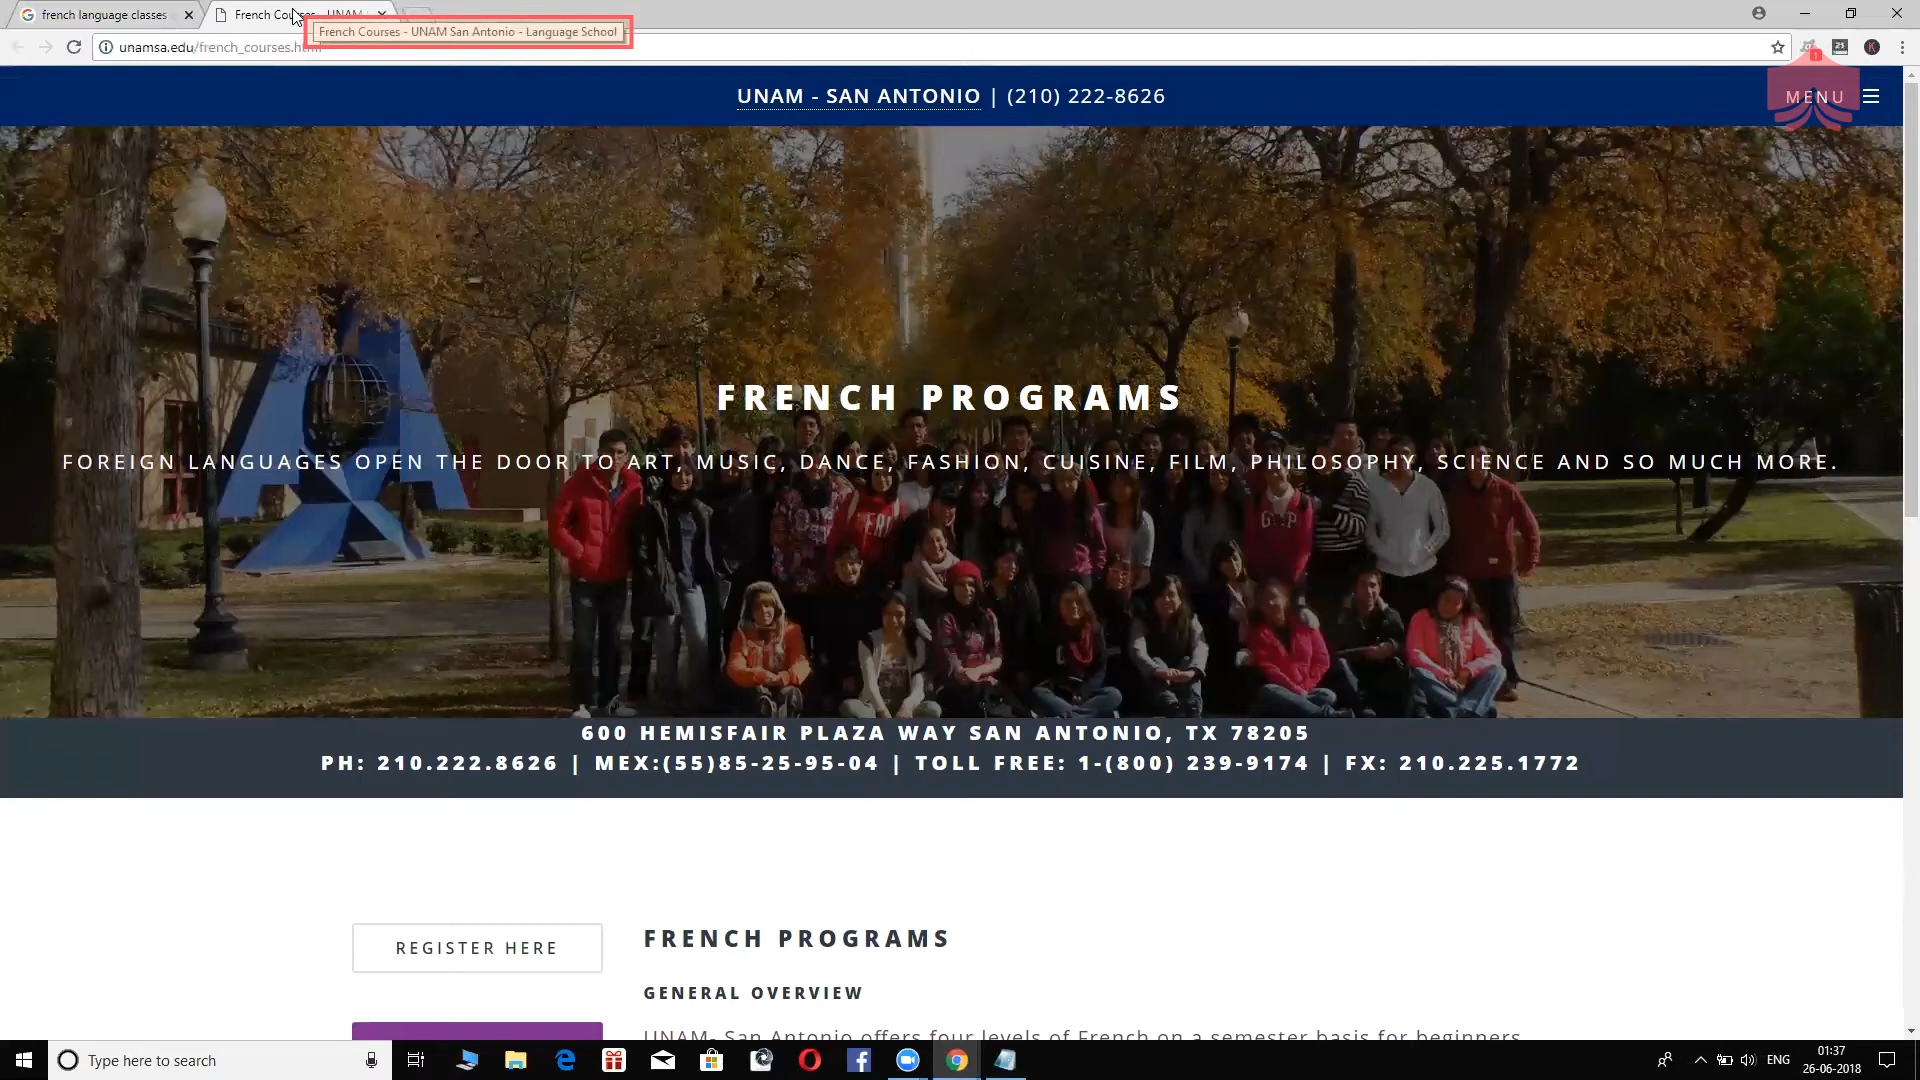 french language classes
French Courses - UNAM
French Courses - UNAM San Antonio - Language School
unamsa.edu/french_courses.html
21
K
1
UNAM - SAN ANTONIO | (210) 222-8626
MENU
FRENCH PROGRAMS
FOREIGN LANGUAGES OPEN THE DOOR TO ART, MUSIC, DANCE, FASHION, CUISINE, FILM, PHILOSOPHY, SCIENCE AND SO MUCH MORE.
600 HEMISFAIR PLAZA WAY SAN ANTONIO, TX 78205
PH: 210.222.8626 | MEX:(55)85-25-95-04 | TOLL FREE: 1-(800) 239-9174 | FX: 210.225.1772
REGISTER HERE
FRENCH PROGRAMS
GENERAL OVERVIEW
UNAM- San Antonio offers four levels of French on a semester basis for beginners
Type here to search
ENG
01:37
26-06-2018